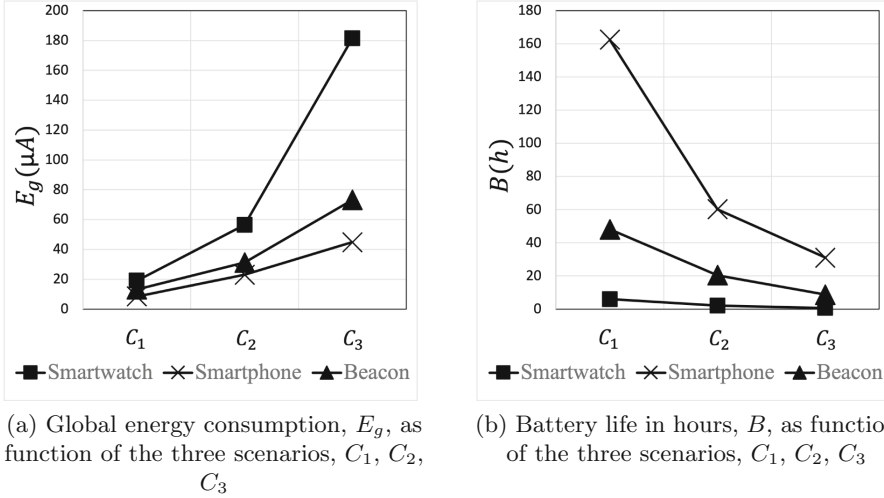 200
180
160
140
120
100
80
60
40
20
0
E_g(μA)
C_1 C_2 C_3
Smartwatch Smartphone Beacon
(a) Global energy consumption, E_g, as
function of the three scenarios, C_1, C_2,
C_3
180
160
140
120
100
80
60
40
20
0
B(h)
C_1 C_2 C_3
Smartwatch Smartphone Beacon
(b) Battery life in hours, B, as functio
of the three scenarios, C_1, C_2, C_3